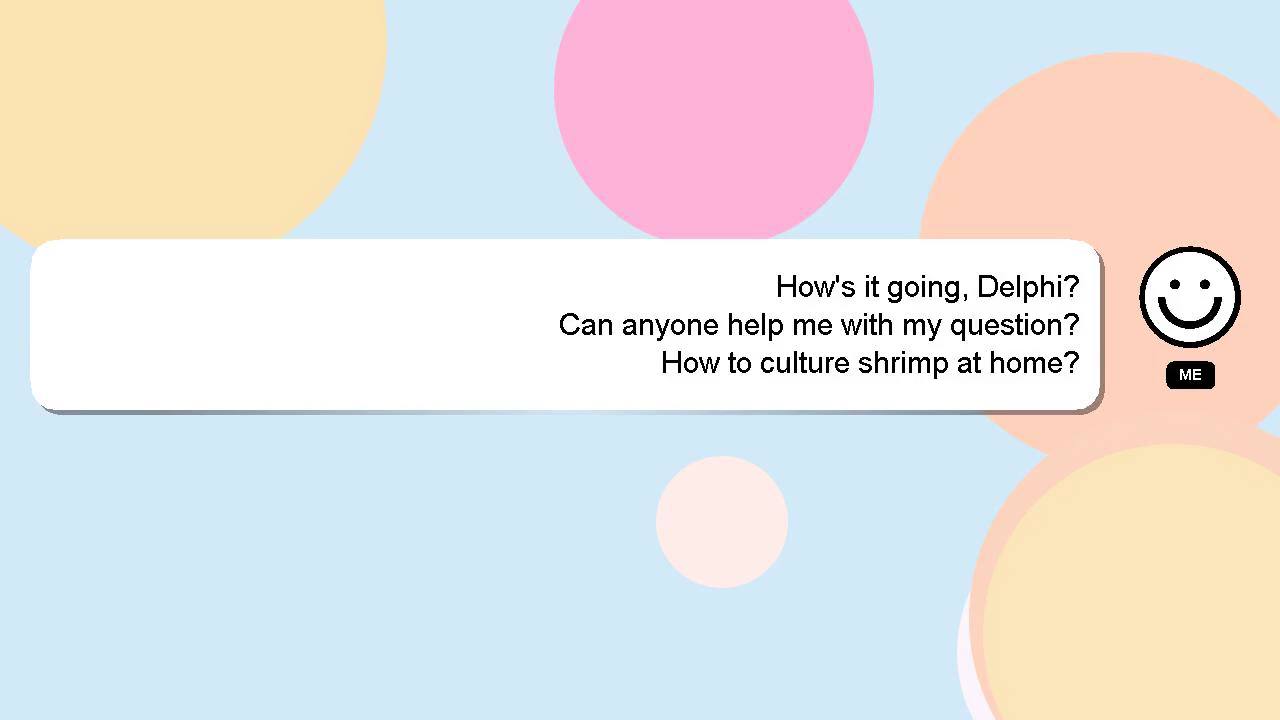 How's it going, Delphi?
Can anyone help me with my question?
How to culture shrimp at home?
ME